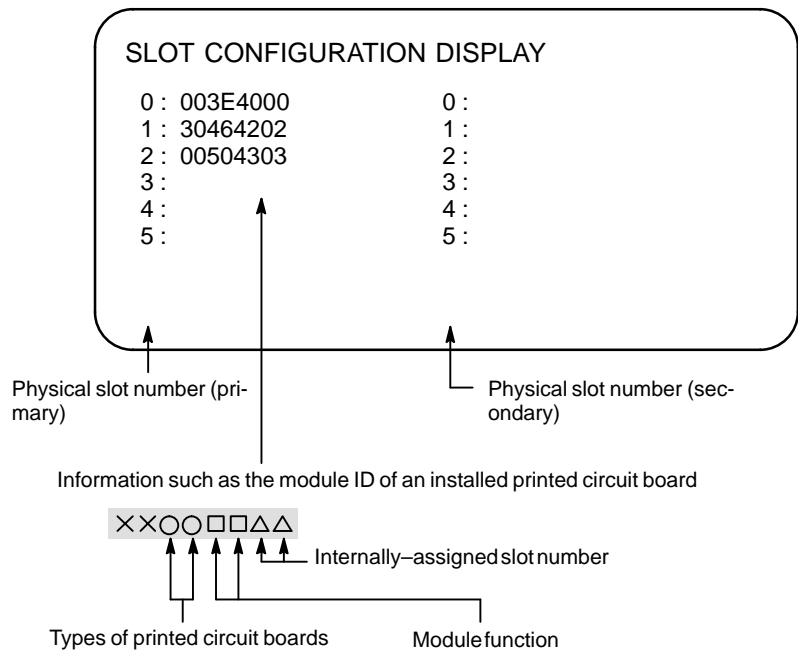 SLOT CONFIGURATION DISPLAY
0 : 003E4000 0 :
1 : 30464202 1 :
2 : 00504303 2 :
3 : 3 :
4 : 4 :
5 : 5 :
Physical slot number (pri-
mary)
Physical slot number (sec-
ondary)
Information such as the module ID of an installed printed circuit board
××○○□□△△
Internally–assigned slot number
Types of printed circuit boards
Module function